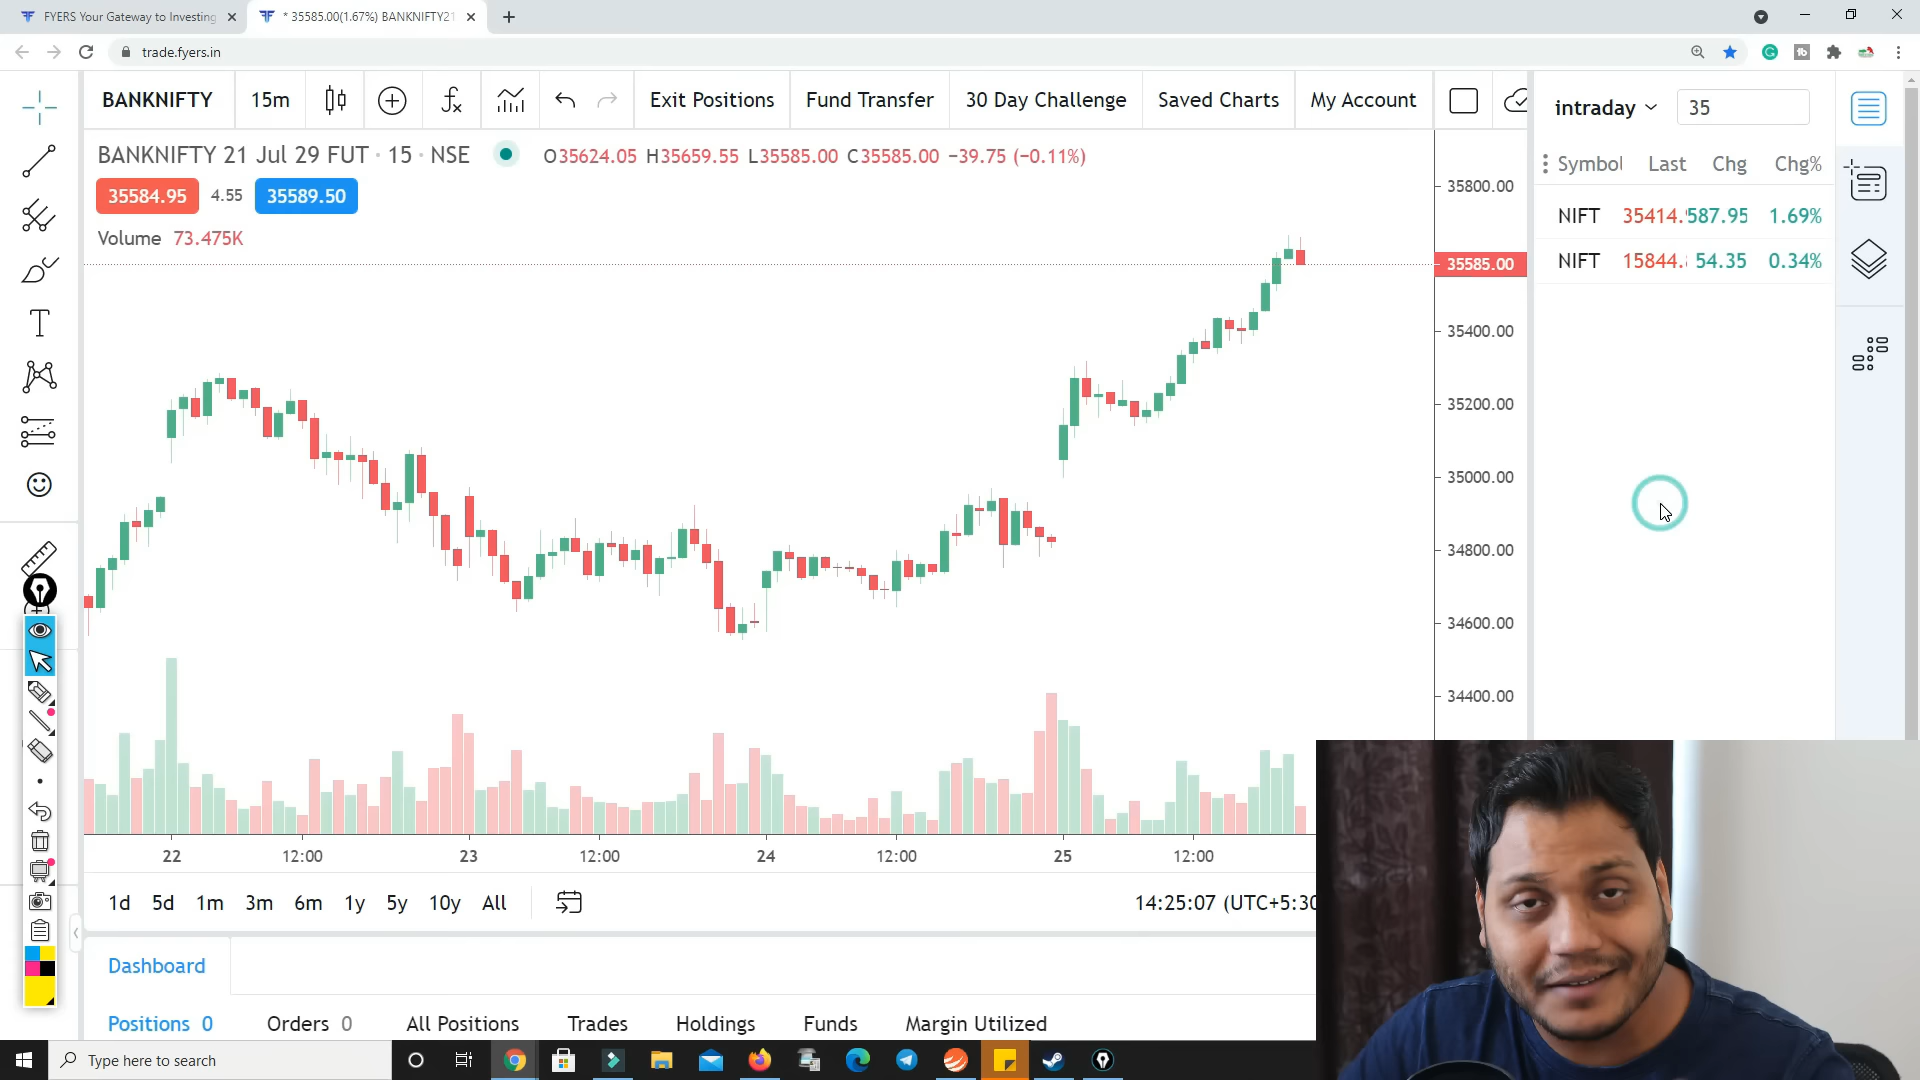 FYERS Your Gateway to Investing
* 35585.00(1.67%) BANKNIFTY21
trade.fyers.in
BANKNIFTY 15m Exit Positions Fund Transfer 30 Day Challenge Saved Charts My Account
intraday 35
BANKNIFTY 21 Jul 29 FUT · 15 · NSE O35624.05 H35659.55 L35585.00 C35585.00 −39.75 (−0.11%)
Symbol Last Chg Chg%
35584.95 4.55 35589.50
NIFT 35414. 587.95 1.69%
NIFT 15844. 54.35 0.34%
Volume 73.475K
35800.00
35585.00
35400.00
35200.00
35000.00
34800.00
34600.00
34400.00
22 12:00 23 12:00 24 12:00 25 12:00
1d 5d 1m 3m 6m 1y 5y 10y All 14:25:07 (UTC+5:30
Dashboard
Positions 0 Orders 0 All Positions Trades Holdings Funds Margin Utilized
Type here to search